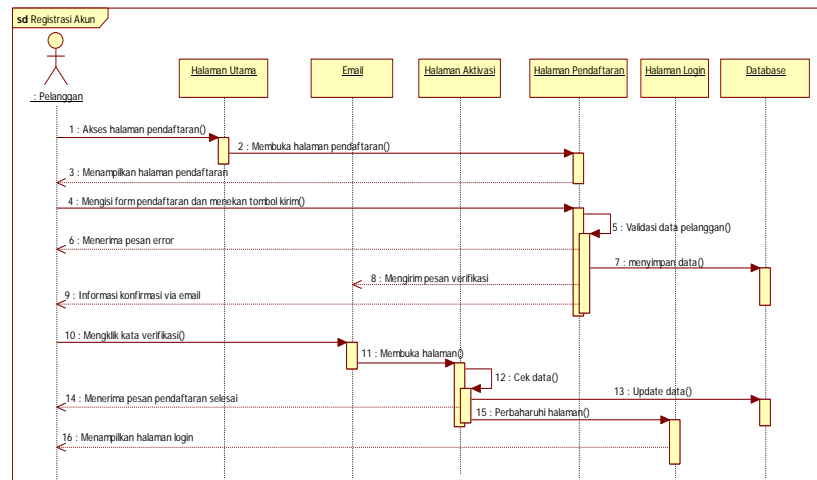 sd Registrasi Akun
: Pelanggan
Halaman Utama
Email
Halaman Aktivasi
Halaman Pendaftaran
Halaman Login
Database
1 : Akses halaman pendaftaran()
2 : Membuka halaman pendaftaran()
3 : Menampilkan halaman pendaftaran
4 : Mengisi form pendaftaran dan menekan tombol kirim()
5 : Validasi data pelanggan()
6 : Menerima pesan error
7 : menyimpan data()
8 : Mengirim pesan verifikasi
9 : Informasi konfirmasi via email
10 : Mengklik kata verifikasi()
11 : Membuka halaman()
12 : Cek data()
13 : Update data()
14 : Menerima pesan pendaftaran selesai
15 : Perbaharuhi halaman()
16 : Menampilkan halaman login